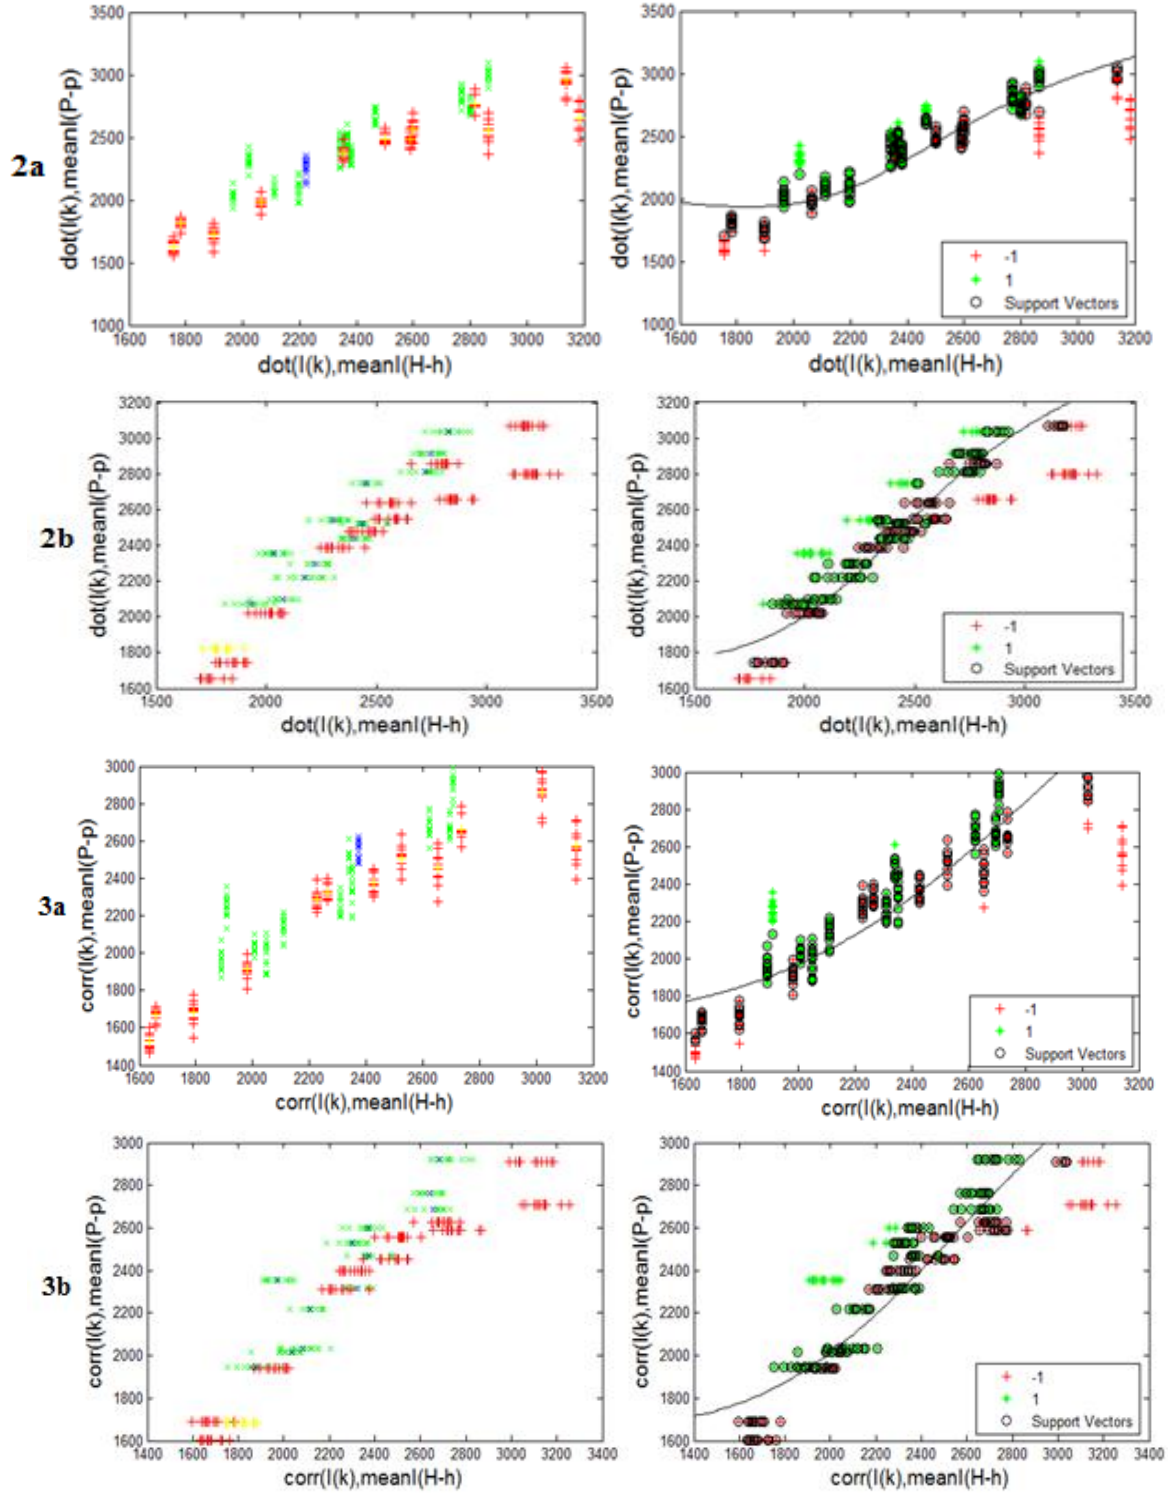 2a
3500
3000
2500
2000
1500
1000
1600 1800 2000 2200 2400 2600 2800 3000 3200
dot(I(k),meanI(P-p)
dot(I(k),meanI(H-h)
3500
3000
2500
2000
1500
1000
1600 1800 2000 2200 2400 2600 2800 3000 3200
dot(I(k),meanI(P-p)
dot(I(k),meanI(H-h)
-1
1
Support Vectors
2b
3200
3000
2800
2600
2400
2200
2000
1800
1600
1500 2000 2500 3000 3500
dot(I(k),meanI(P-p)
dot(I(k),meanI(H-h)
3200
3000
2800
2600
2400
2200
2000
1800
1600
2000 2500 3000 3500
dot(I(k),meanI(P-p)
dot(I(k),meanI(H-h)
-1
1
Support Vectors
3a
3000
2800
2600
2400
2200
2000
1800
1600
1400
1600 1800 2000 2200 2400 2600 2800 3000 3200
corr(I(k),meanI(P-p)
corr(I(k),meanI(H-h)
3000
2800
2600
2400
2200
2000
1800
1600
1400
1600 1800 2000 2200 2400 2600 2800 3000 3200
corr(I(k),meanI(P-p)
corr(I(k),meanI(H-h)
-1
1
Support Vectors
3b
3000
2800
2600
2400
2200
2000
1800
1600
1400 1600 1800 2000 2200 2400 2600 2800 3000 3200 3400
corr(I(k),meanI(P-p)
corr(I(k),meanI(H-h)
3000
2800
2600
2400
2200
2000
1800
1600
1400 1600 1800 2000 2200 2400 2600 2800 3000 3200 3400
corr(I(k),meanI(P-p)
corr(I(k),meanI(H-h)
-1
1
Support Vectors